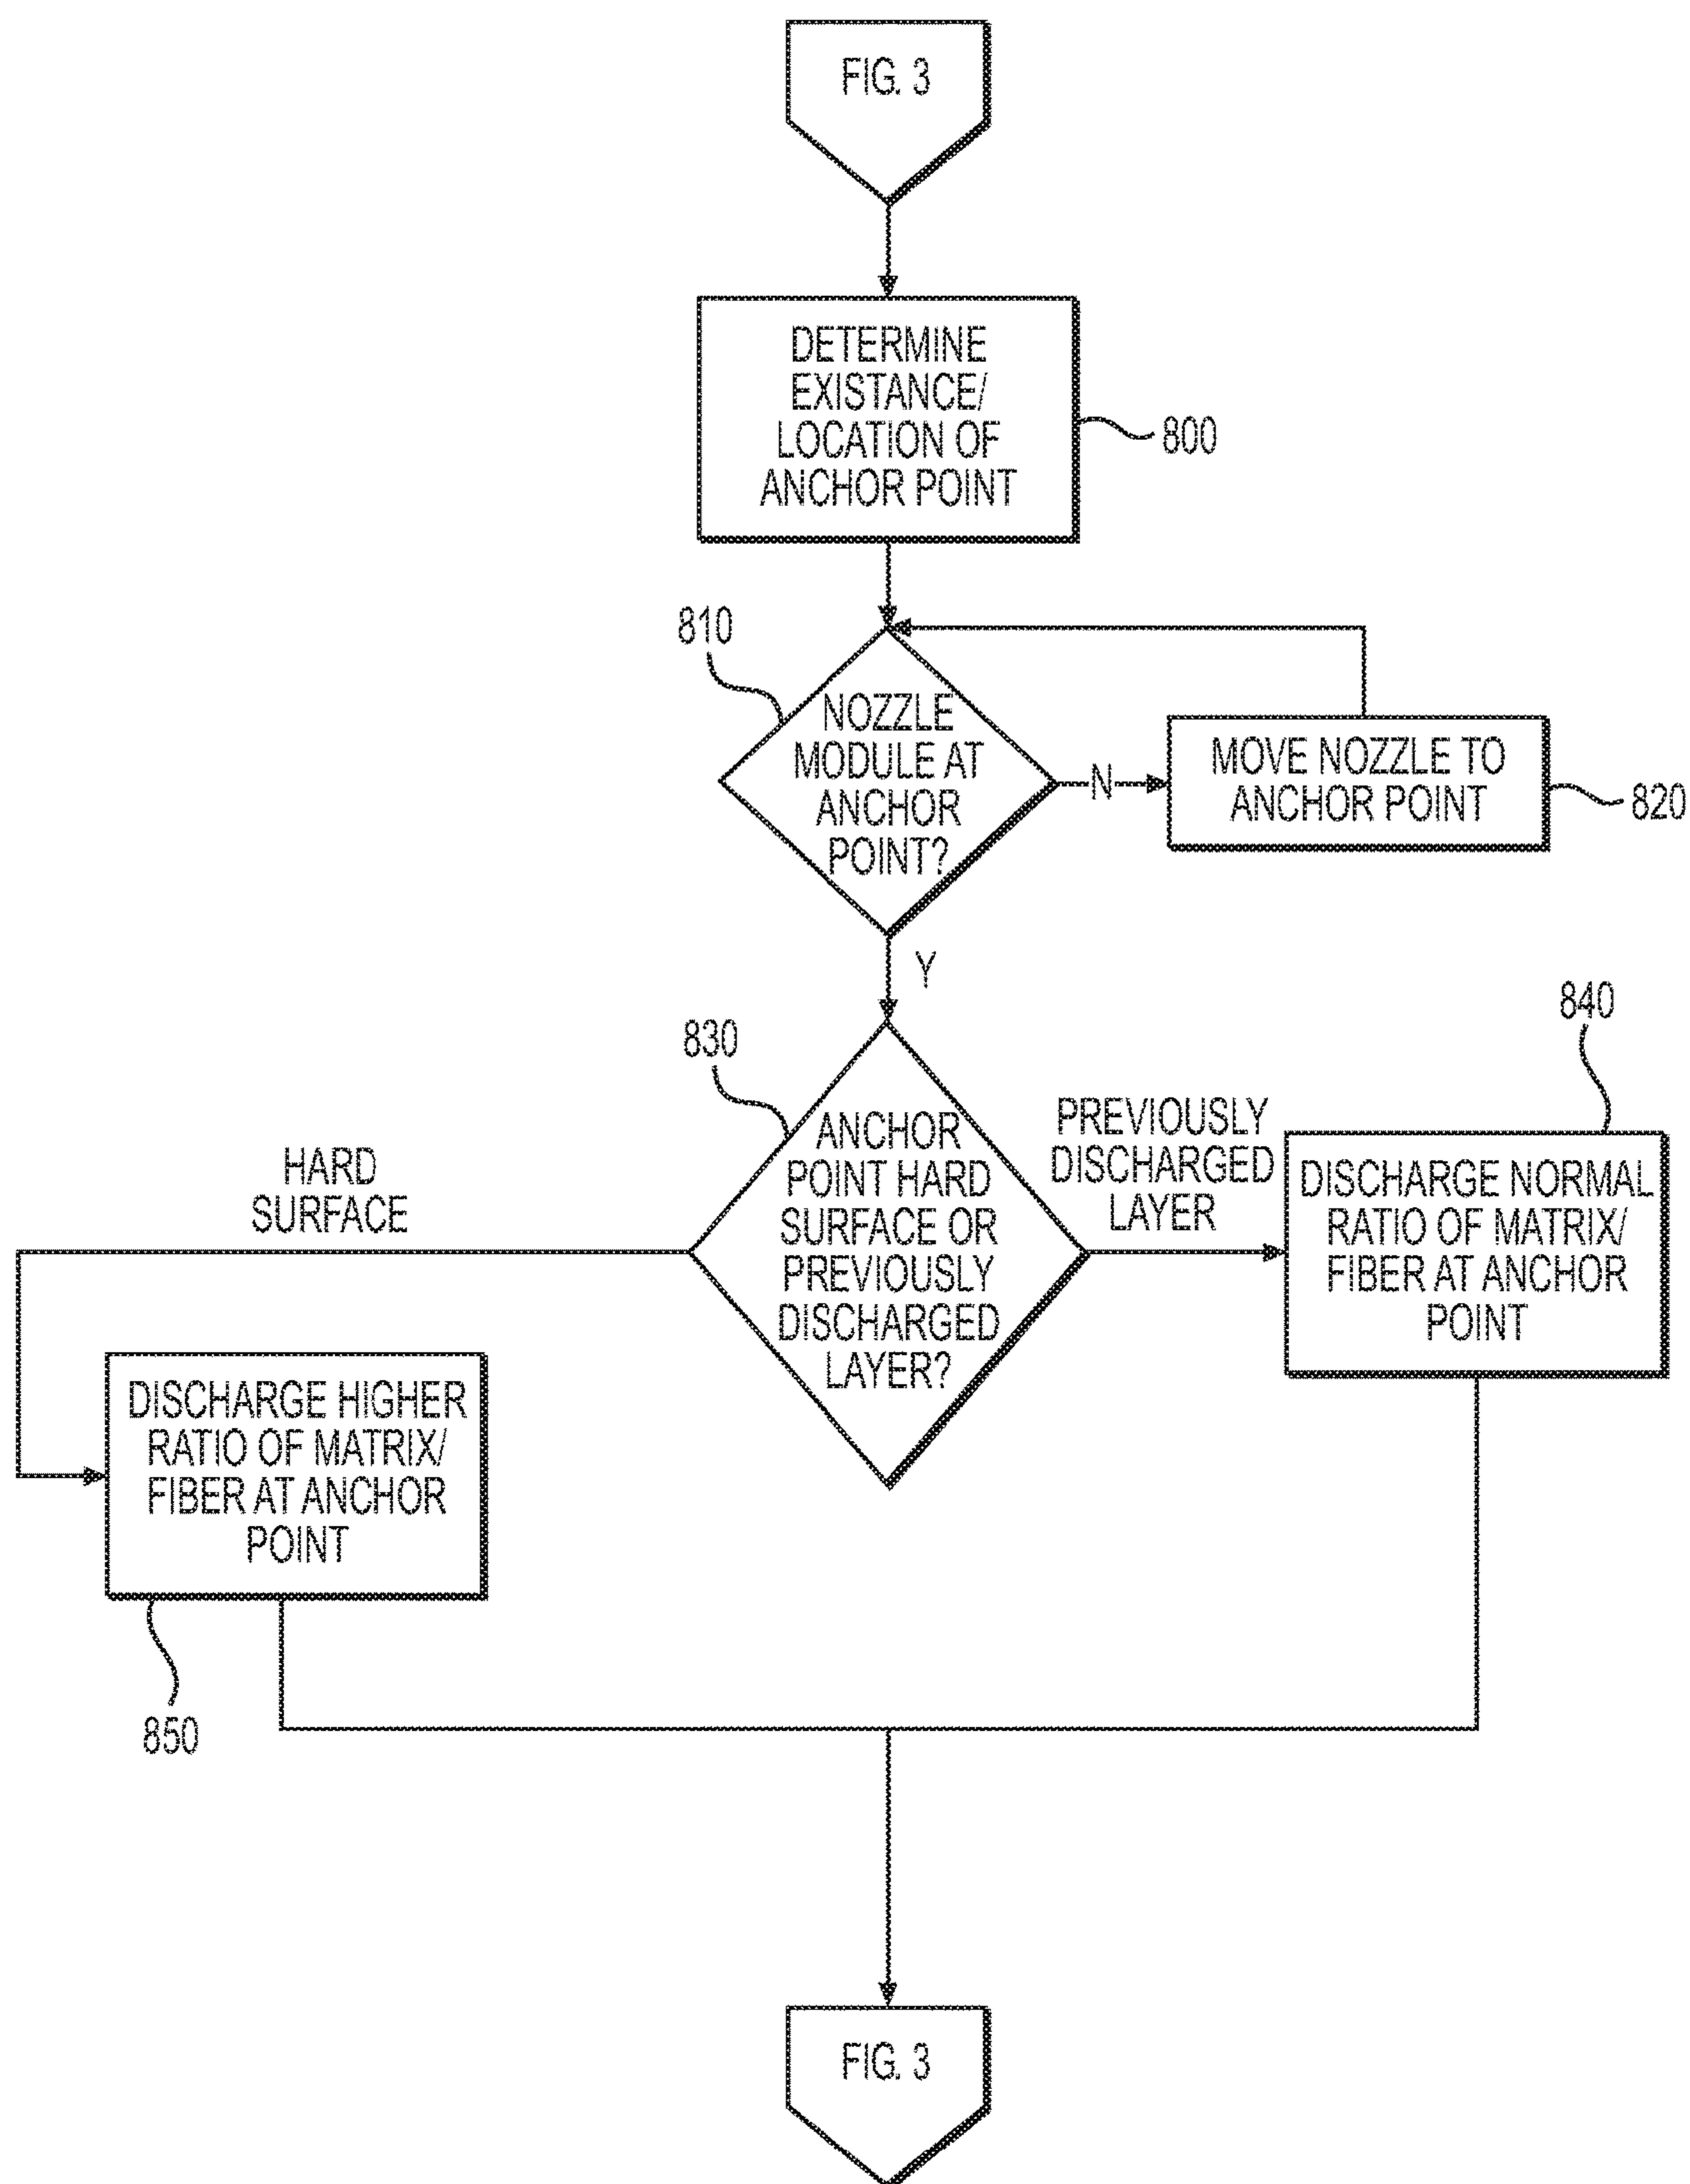 FIG. 3
DETERMINE
EXISTANCE/
LOCATION OF
ANCHOR POINT
800
810
NOZZLE
MODULE AT
ANCHOR
POINT?
N
MOVE NOZZLE TO
ANCHOR POINT
820
Y
830
ANCHOR
POINT HARD
SURFACE OR
PREVIOUSLY
DISCHARGED
LAYER?
PREVIOUSLY
DISCHARGED
LAYER
840
DISCHARGE NORMAL
RATIO OF MATRIX/
FIBER AT ANCHOR
POINT
HARD
SURFACE
DISCHARGE HIGHER
RATIO OF MATRIX/
FIBER AT ANCHOR
POINT
850
FIG. 3